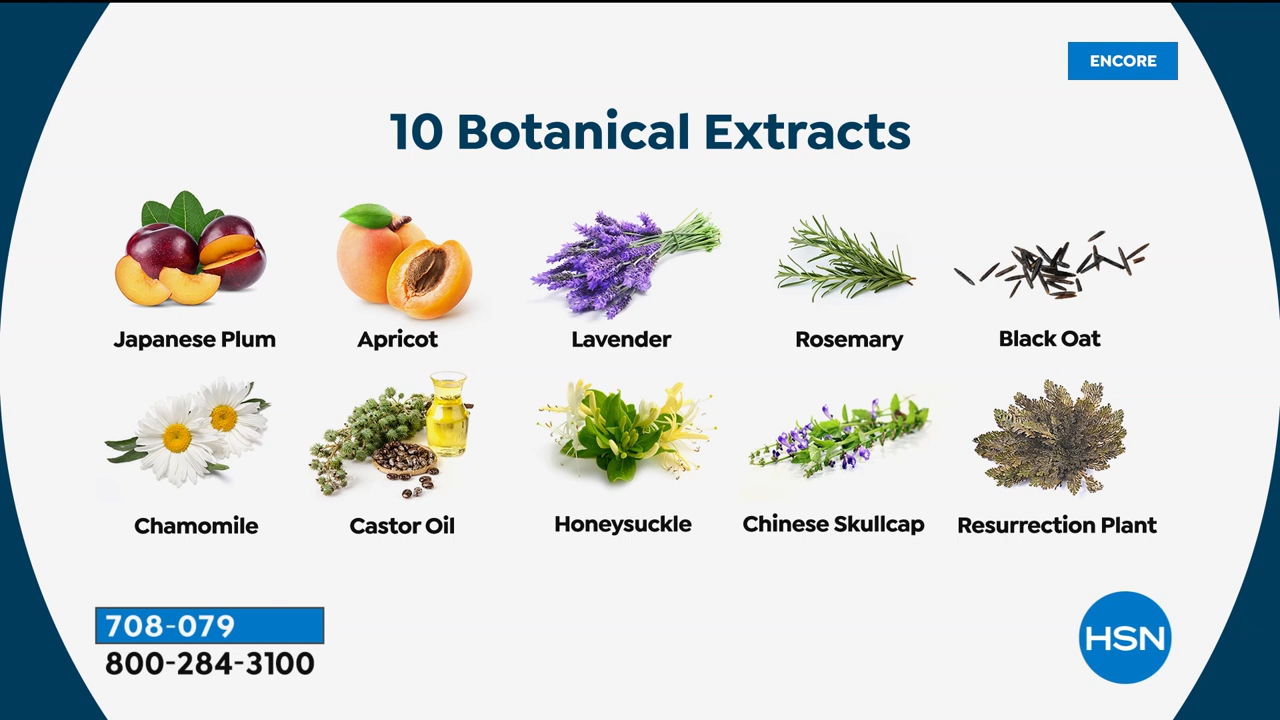 ENCORE
10 Botanical Extracts
Japanese Plum
Apricot
Lavender
Rosemary
Black Oat
Chamomile
Castor Oil
Honeysuckle
Chinese Skullcap
Resurrection Plant
708-079
800-284-3100
HSN